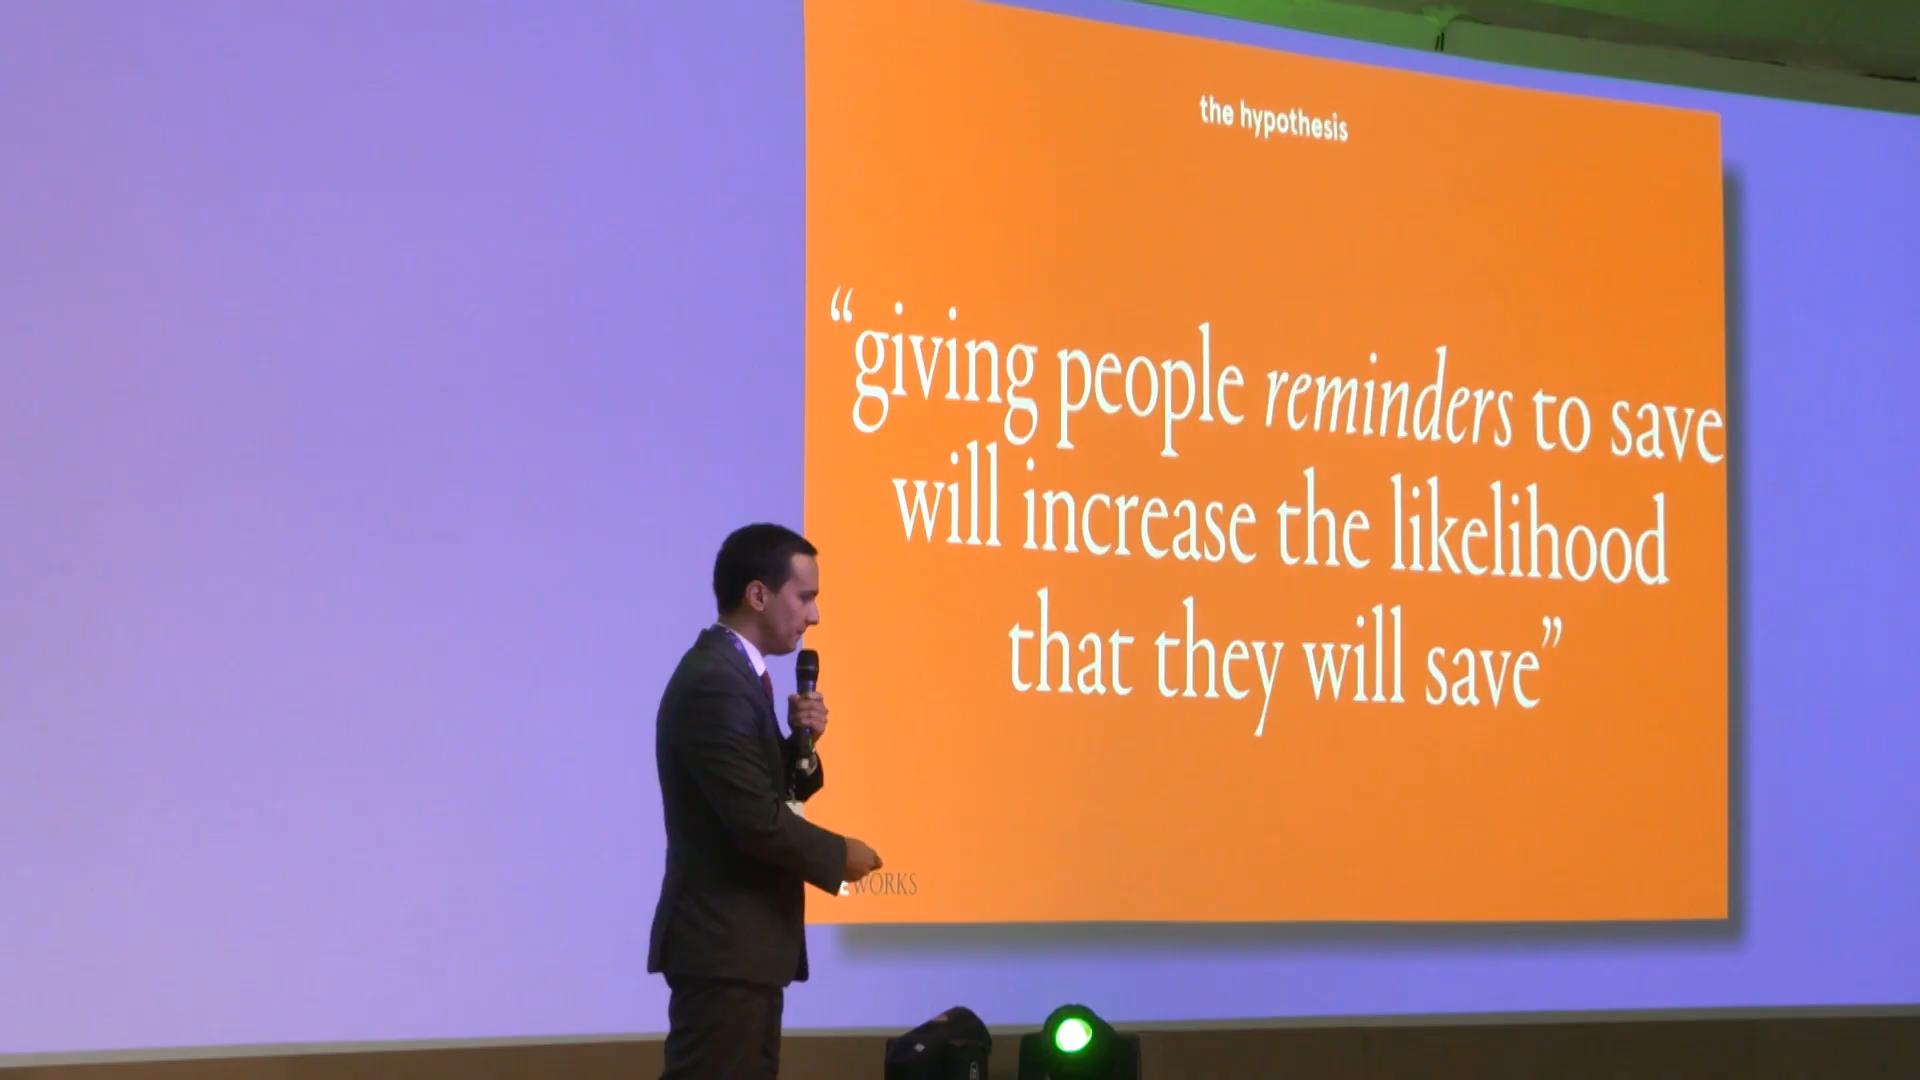 the hypothesis
“giving people reminders to save
will increase the likelihood
that they will save”
WORKS